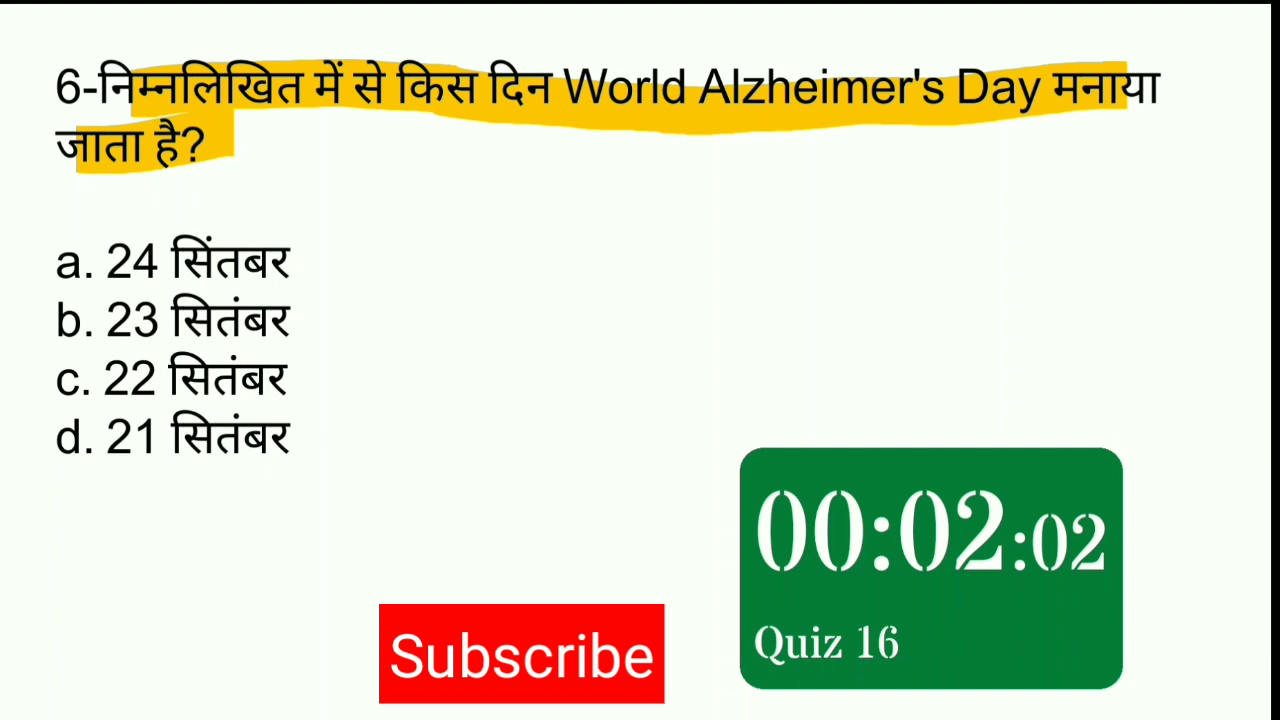 6-निम्नलिखित में से किस दिन World Alzheimer's Day मनाया
जाता है?
a. 24 सिंतबर
b. 23 सितंबर
c. 22 सितंबर
d. 21 सितंबर
00:02:02
Quiz 16
Subscribe